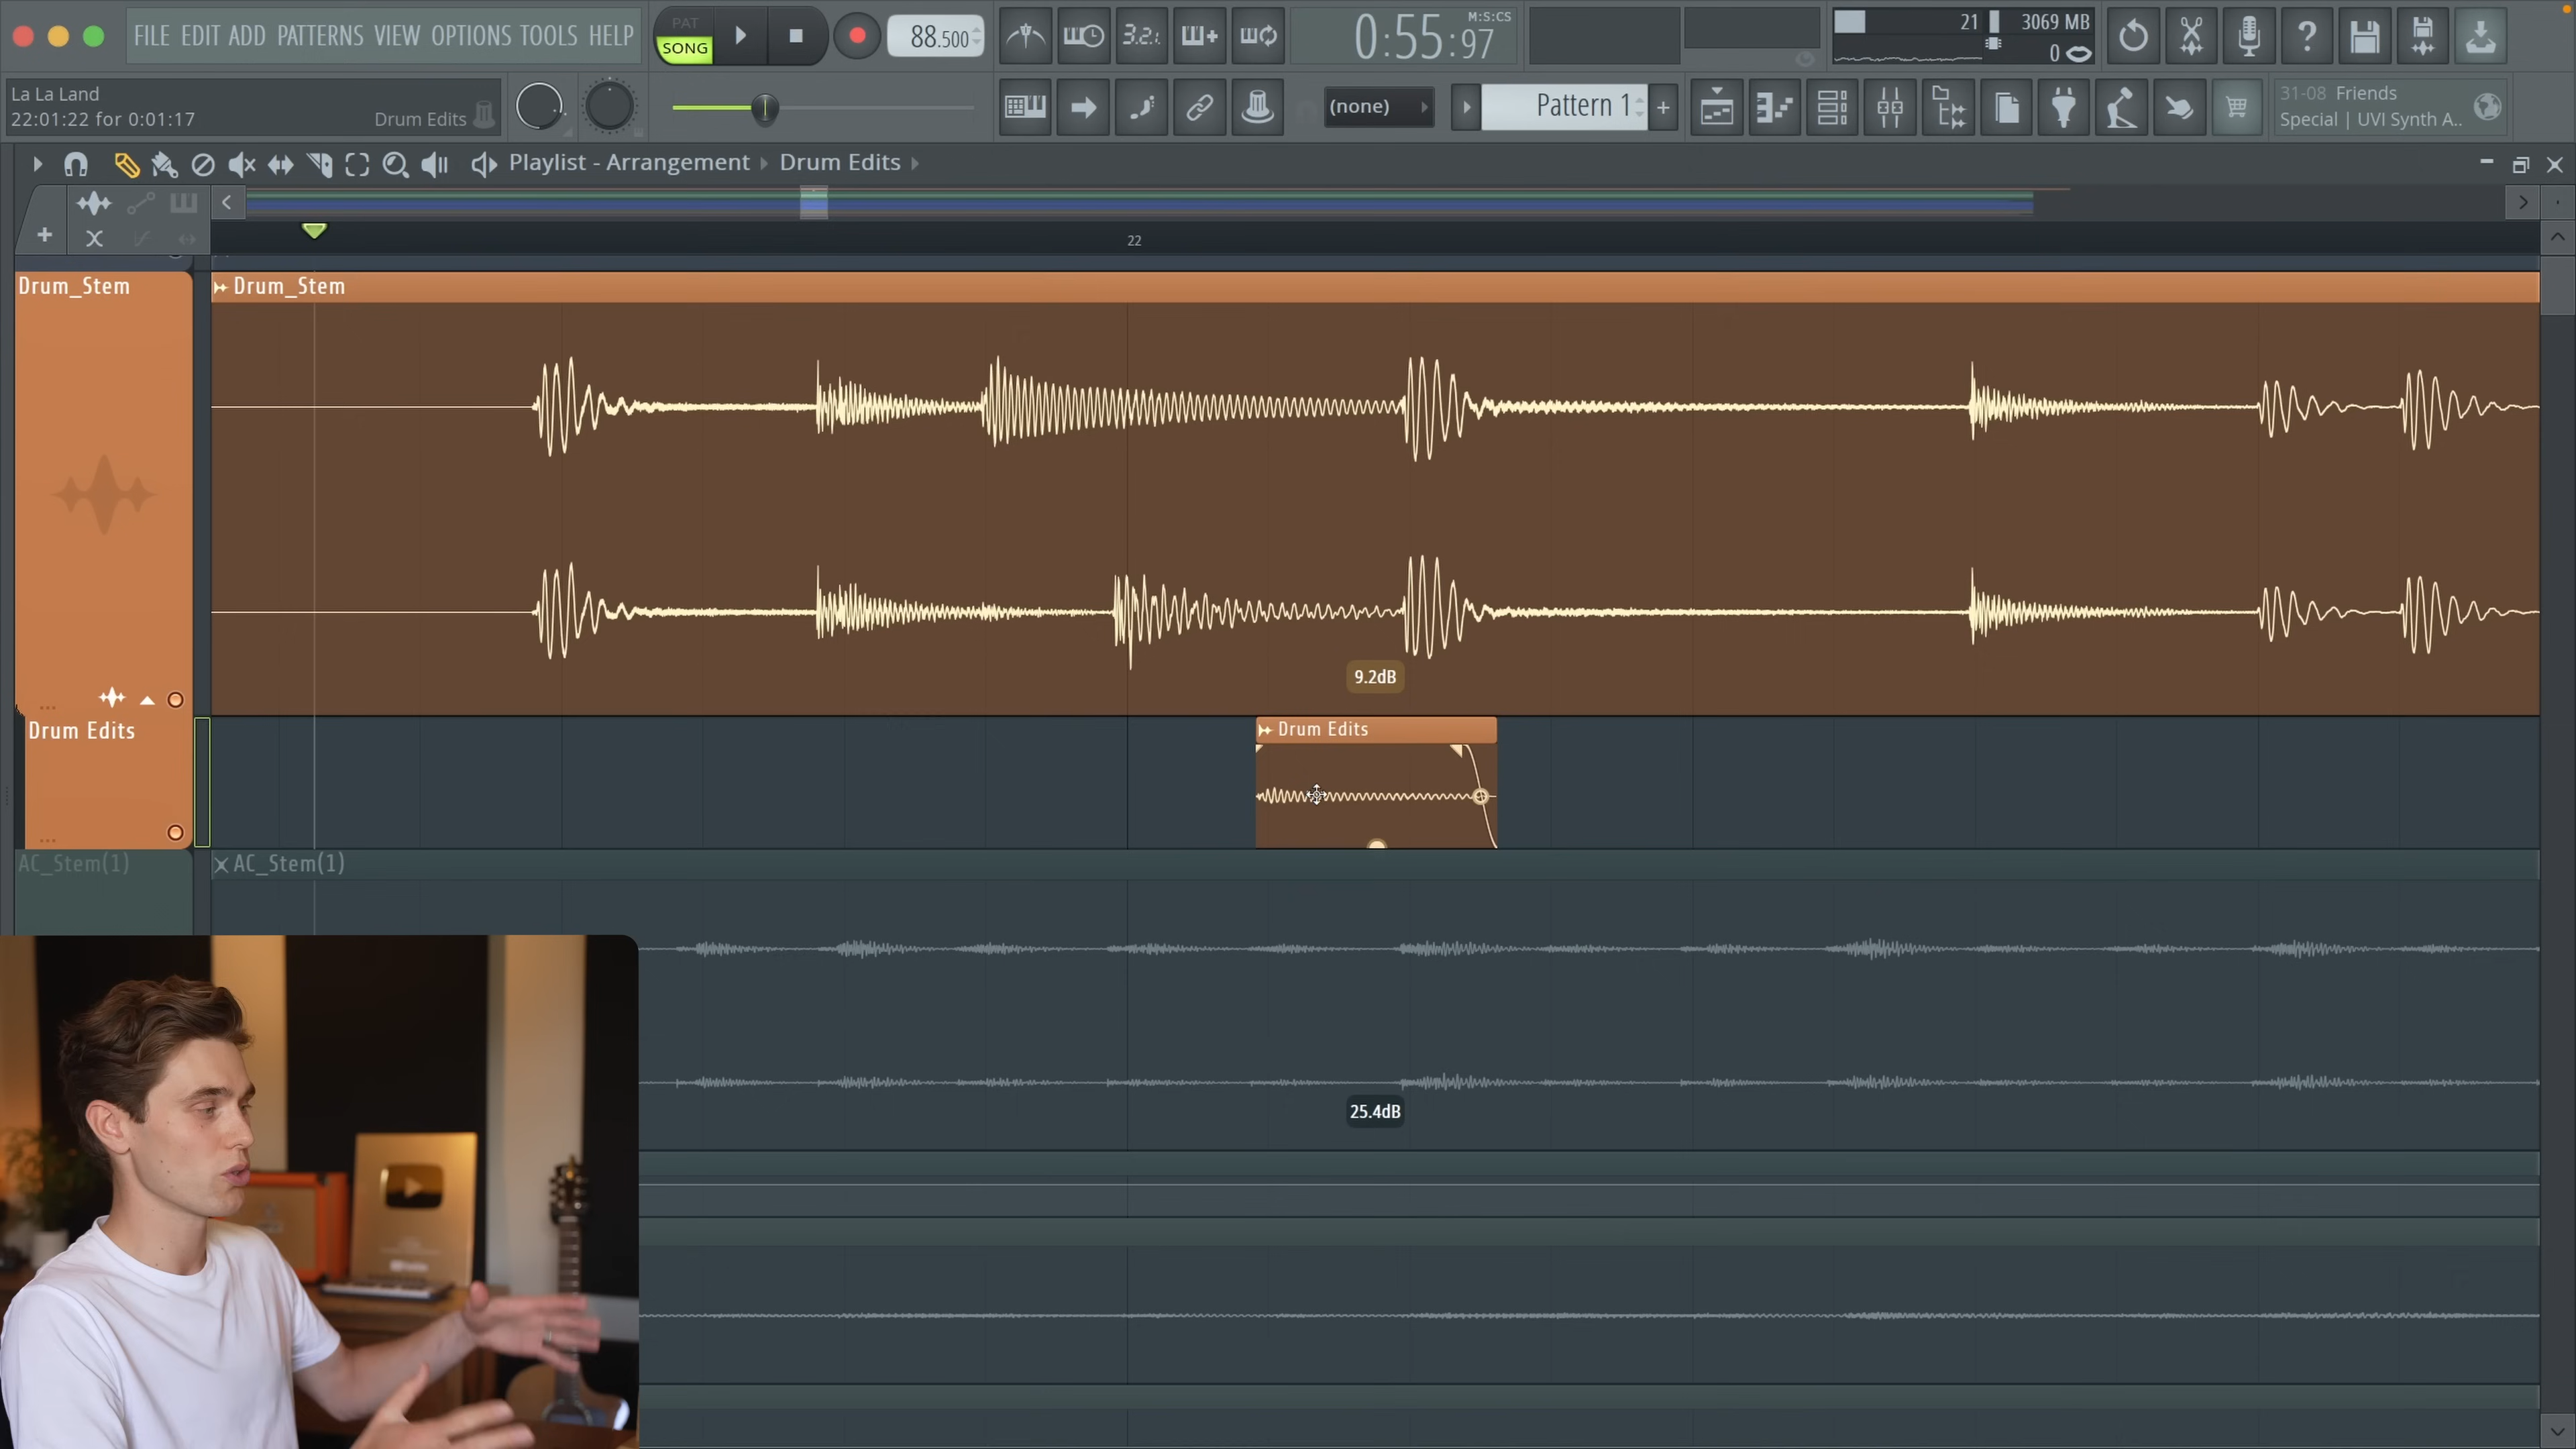 FILE EDIT ADD PATTERNS VIEW OPTIONS TOOLS HELP
PAT
SONG
88.500
3.2.1
M:S:CS
0:55:97
21
3069 MB
0
?
La La Land
22:01:22 for 0:01:17
Drum Edits
(none)
Pattern 1
+
31-08 Friends
Special | UVI Synth A..
Playlist - Arrangement
Drum Edits
22
Drum_Stem
Drum_Stem
9.2dB
Drum Edits
Drum Edits
AC_Stem(1)
AC_Stem(1)
25.4dB